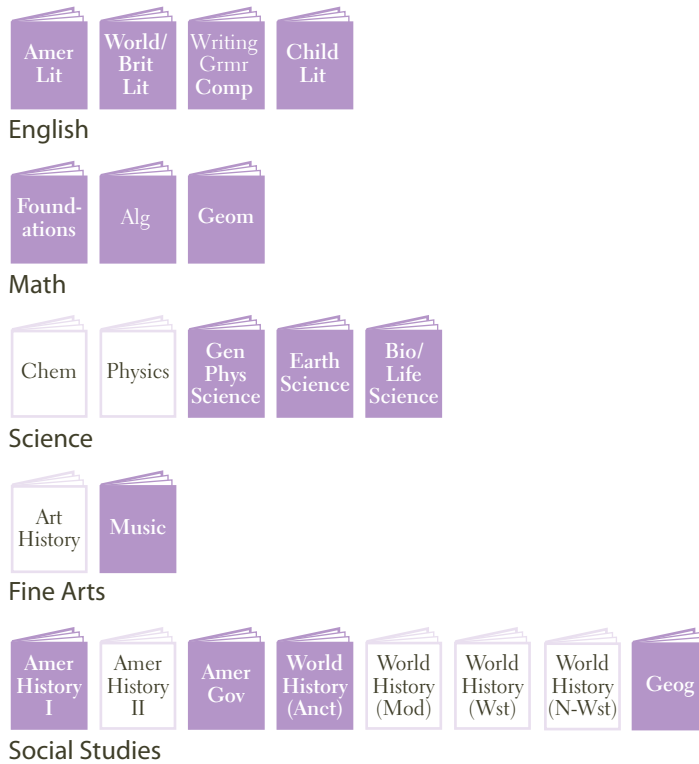 Amer
Lit
World/
Brit
Lit
Writing
Grmr
Comp
Child
Lit
English
Found-
ations
Alg
Geom
Math
Chem
Physics
Gen
Phys
Science
Earth
Science
Bio/
Life
Science
Science
Art
History
Music
Fine Arts
Amer
History
I
Amer
History
II
Amer
Gov
World
History
(Anct)
World
History
(Mod)
World
History
(Wst)
World
History
(N-Wst)
Geog
Social Studies